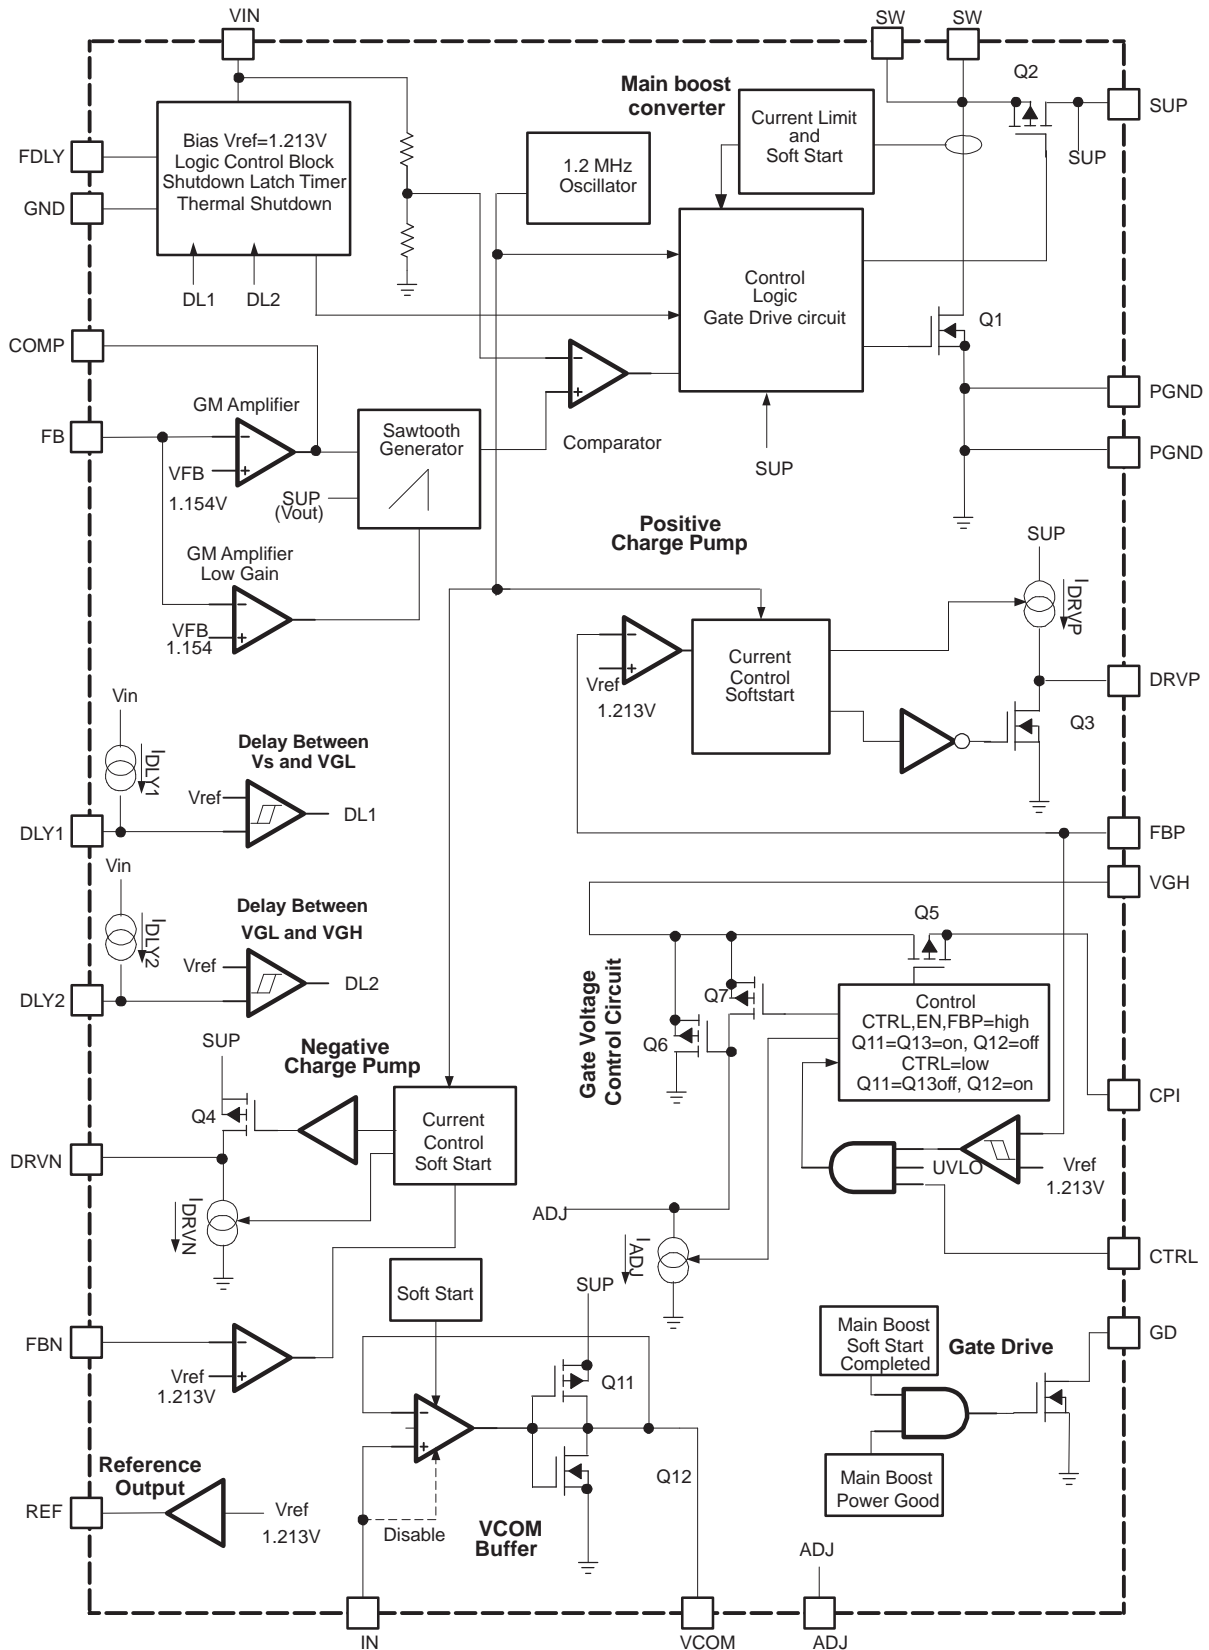 VIN
SW
SW
Q2
SUP
SUP
Main boost
converter
Current Limit
and
Soft Start
Bias Vref=1.213V
Logic Control Block
Shutdown Latch Timer
Thermal Shutdown
FDLY
GND
DL1
DL2
1.2 MHz
Oscillator
Control
Logic
Gate Drive circuit
Q1
COMP
PGND
PGND
GM Amplifier
FB
VFB
1.154V
Sawtooth
Generator
SUP
(Vout)
Comparator
SUP
GM Amplifier
Low Gain
VFB
1.154
Positive
Charge Pump
SUP
IDRVP
Vref
1.213V
Current
Control
Softstart
DRVP
Q3
Vin
IDLY1
Delay Between
Vs and VGL
Vref
DL1
DLY1
FBP
Vin
IDLY2
Delay Between
VGL and VGH
Vref
DL2
DLY2
VGH
Q5
Q7
Q6
Gate Voltage
Control Circuit
Control
CTRL,EN,FBP=high
Q11=Q13=on, Q12=off
CTRL=low
Q11=Q13off, Q12=on
CPI
SUP
Negative
Charge Pump
Q4
Current
Control
Soft Start
DRVN
IDRVN
UVLO
Vref
1.213V
ADJ
IADJ
CTRL
Soft Start
SUP
FBN
Vref
1.213V
Q11
Q12
Main Boost
Soft Start
Completed
Gate Drive
GD
Main Boost
Power Good
Reference
Output
REF
Vref
1.213V
Disable
VCOM
Buffer
ADJ
IN
VCOM
ADJ